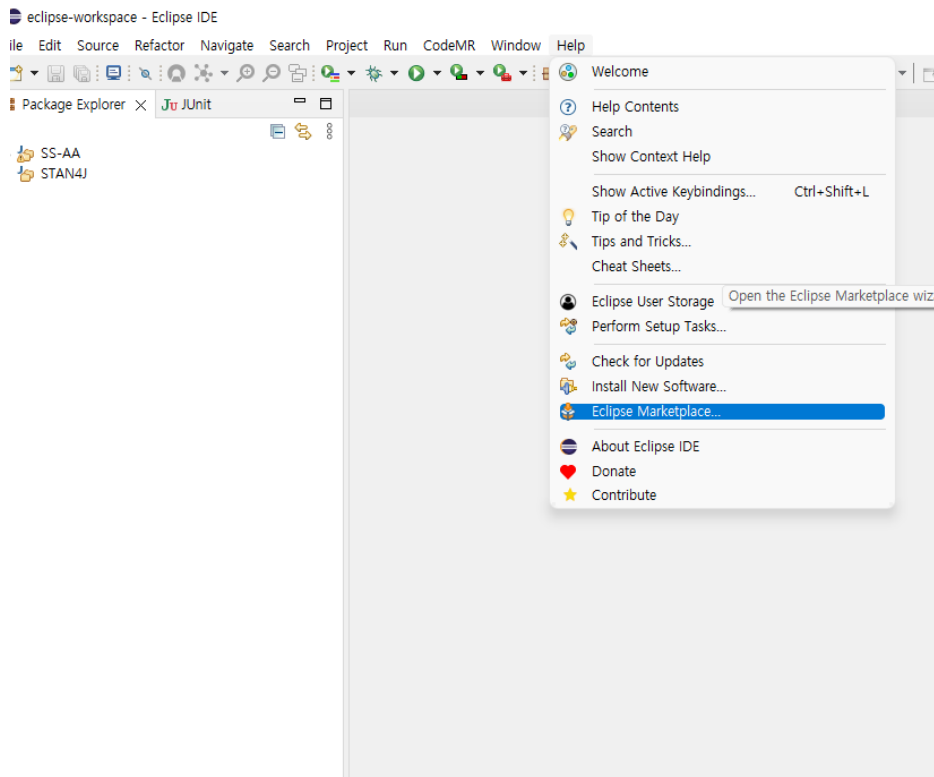 eclipse-workspace - Eclipse IDE
ile Edit Source Refactor Navigate Search Project Run CodeMR Window Help
Package Explorer JUnit
SS-AA
STAN4J
Welcome
Help Contents
Search
Show Context Help
Show Active Keybindings... Ctrl+Shift+L
Tip of the Day
Tips and Tricks...
Cheat Sheets...
Eclipse User Storage
Open the Eclipse Marketplace wiz
Perform Setup Tasks...
Check for Updates
Install New Software...
Eclipse Marketplace...
About Eclipse IDE
Donate
Contribute